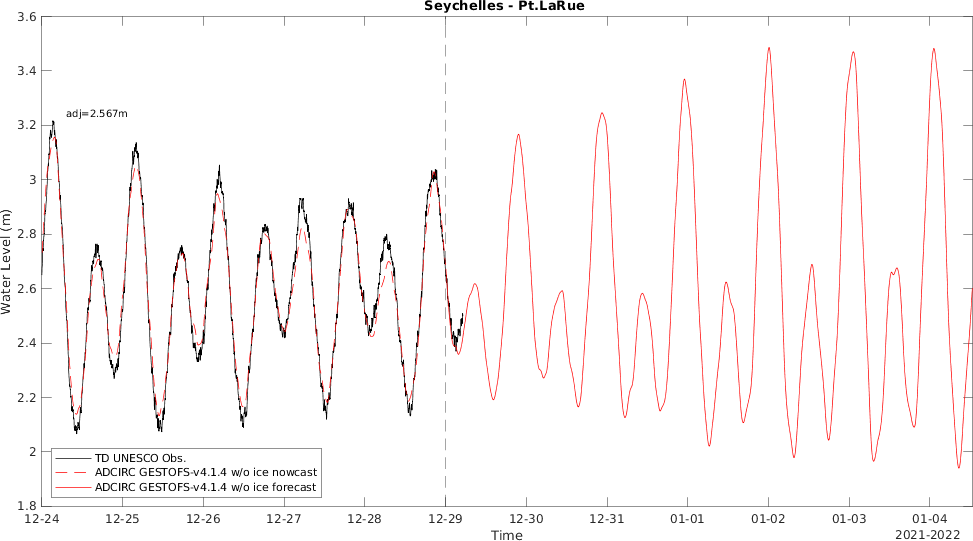 Seychelles - Pt.LaRue
3.6
3.4
3.2
3
2.8
2.6
2.4
2.2
2
1.8
Water Level (m)
adj=2.567m
TD UNESCO Obs.
ADCIRC GESTOFS-v4.1.4 w/o ice nowcast
ADCIRC GESTOFS-v4.1.4 w/o ice forecast
12-24 12-25 12-26 12-27 12-28 12-29 12-30 12-31 01-01 01-02 01-03 01-04
Time
2021-2022